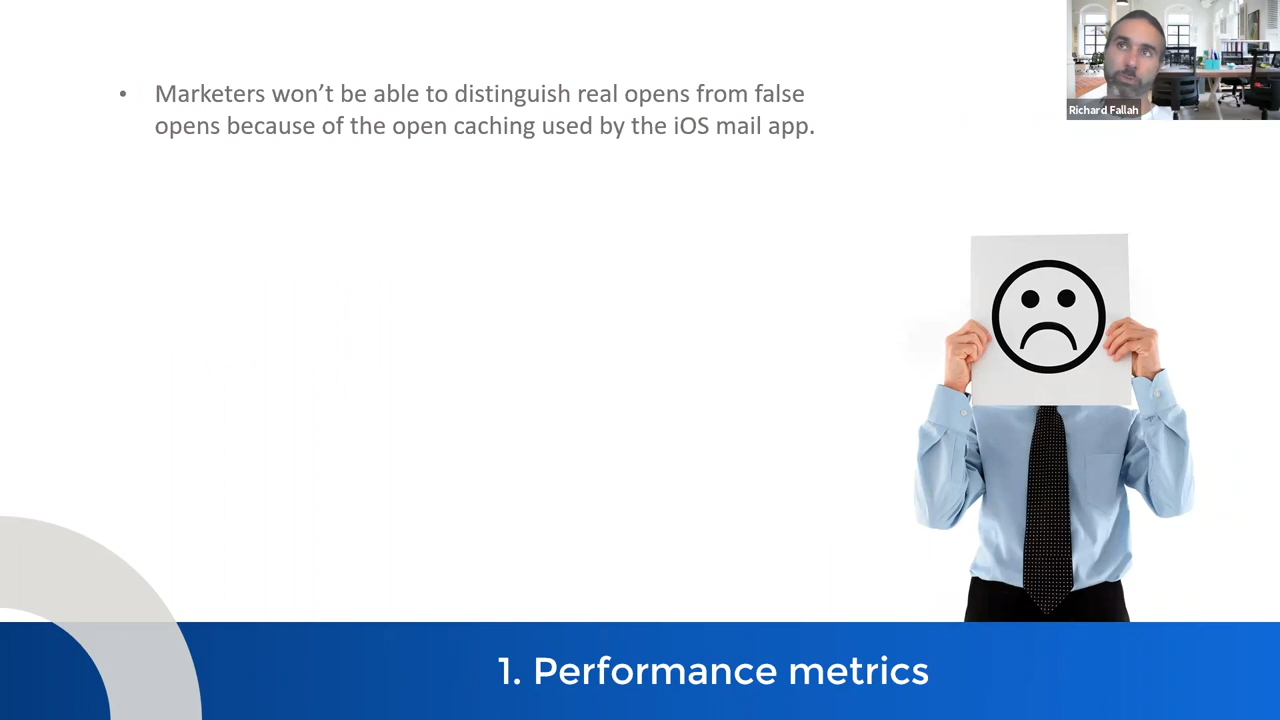 Richard Fallah
• Marketers won’t be able to distinguish real opens from false
opens because of the open caching used by the iOS mail app.
1. Performance metrics